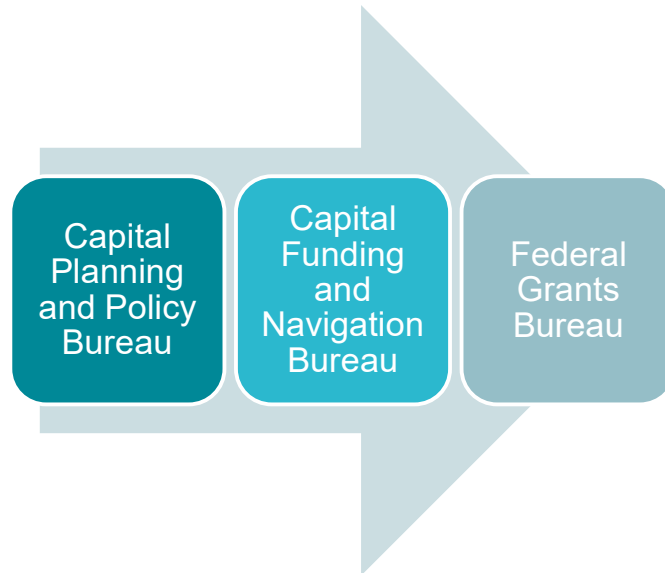 Capital
Planning
and Policy
Bureau
Capital
Funding
and
Navigation
Bureau
Federal
Grants
Bureau